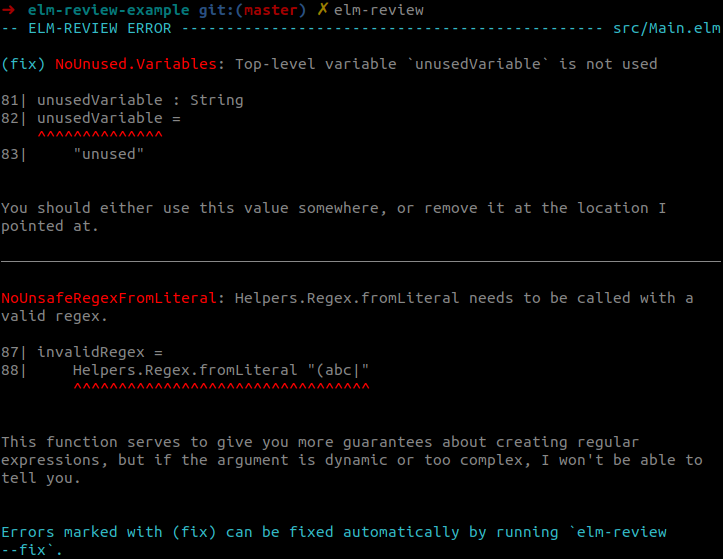 → elm-review-example git:(master) ✗ elm-review
-- ELM-REVIEW ERROR ----------------------------------------------- src/Main.elm
(fix) NoUnused.Variables: Top-level variable `unusedVariable` is not used
81| unusedVariable : String
82| unusedVariable =
    ^^^^^^^^^^^^^^
83|     "unused"
You should either use this value somewhere, or remove it at the location I
pointed at.
────────────────────────────────────────────────────────────────────────────────
NoUnsafeRegexFromLiteral: Helpers.Regex.fromLiteral needs to be called with a
valid regex.
87| invalidRegex =
88|     Helpers.Regex.fromLiteral "(abc|"
        ^^^^^^^^^^^^^^^^^^^^^^^^^^^^^^^^^
This function serves to give you more guarantees about creating regular
expressions, but if the argument is dynamic or too complex, I won't be able to
tell you.
Errors marked with (fix) can be fixed automatically by running `elm-review
--fix`.